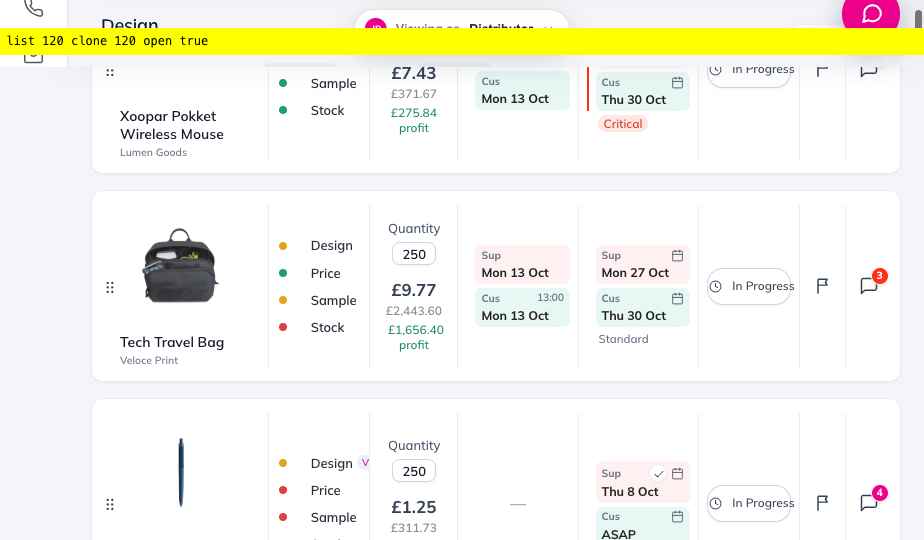 Design
Viewing as Distributor
list 120 clone 120 open true
Sample
Stock
£7.43
£371.67
£275.84
profit
Cus
Mon 13 Oct
Cus
Thu 30 Oct
Critical
In Progress
Xoopar Pokket
Wireless Mouse
Lumen Goods
Design
Price
Sample
Stock
Quantity
250
£9.77
£2,443.60
£1,656.40
profit
Sup
Mon 13 Oct
Cus 13:00
Mon 13 Oct
Sup
Mon 27 Oct
Cus
Thu 30 Oct
Standard
In Progress
3
Tech Travel Bag
Veloce Print
Design V
Price
Sample
Quantity
250
£1.25
£311.73
—
Sup
Thu 8 Oct
Cus
ASAP
In Progress
4